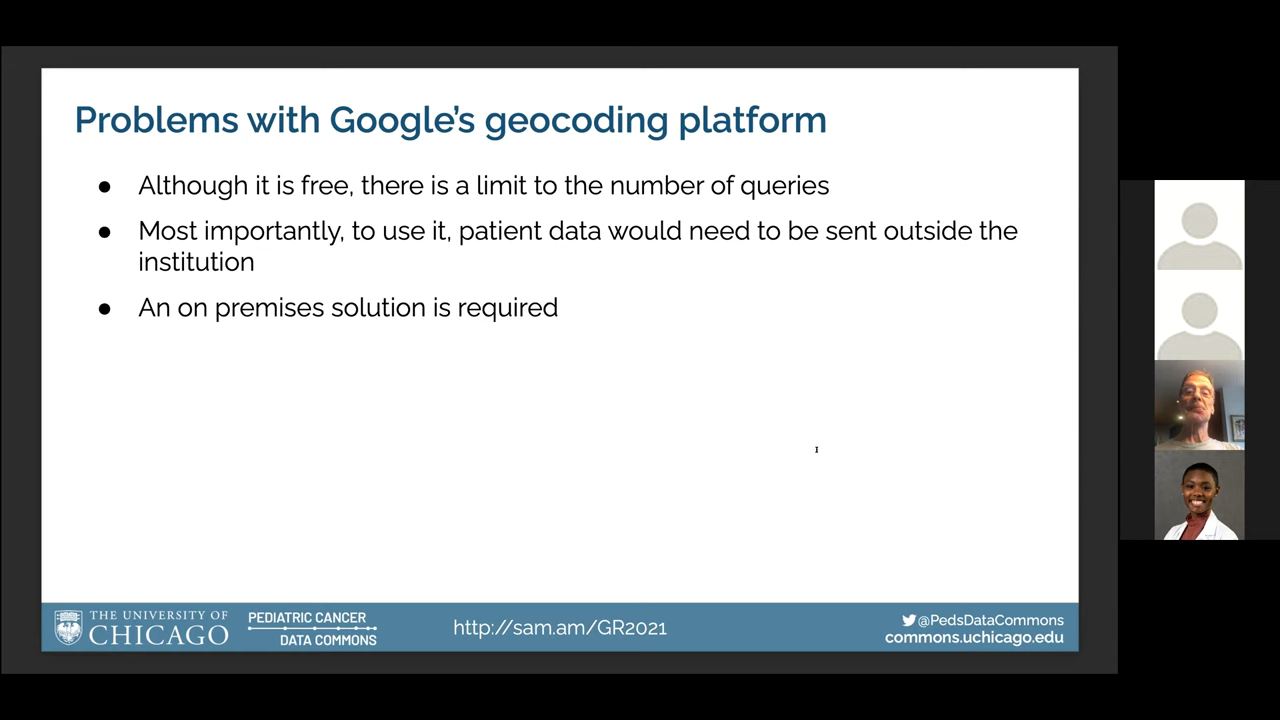 Problems with Google's geocoding platform
● Although it is free, there is a limit to the number of queries
● Most importantly, to use it, patient data would need to be sent outside the
institution
● An on premises solution is required
THE UNIVERSITY OF
CHICAGO
PEDIATRIC CANCER
DATA COMMONS
http://sam.am/GR2021
@PedsDataCommons
commons.uchicago.edu